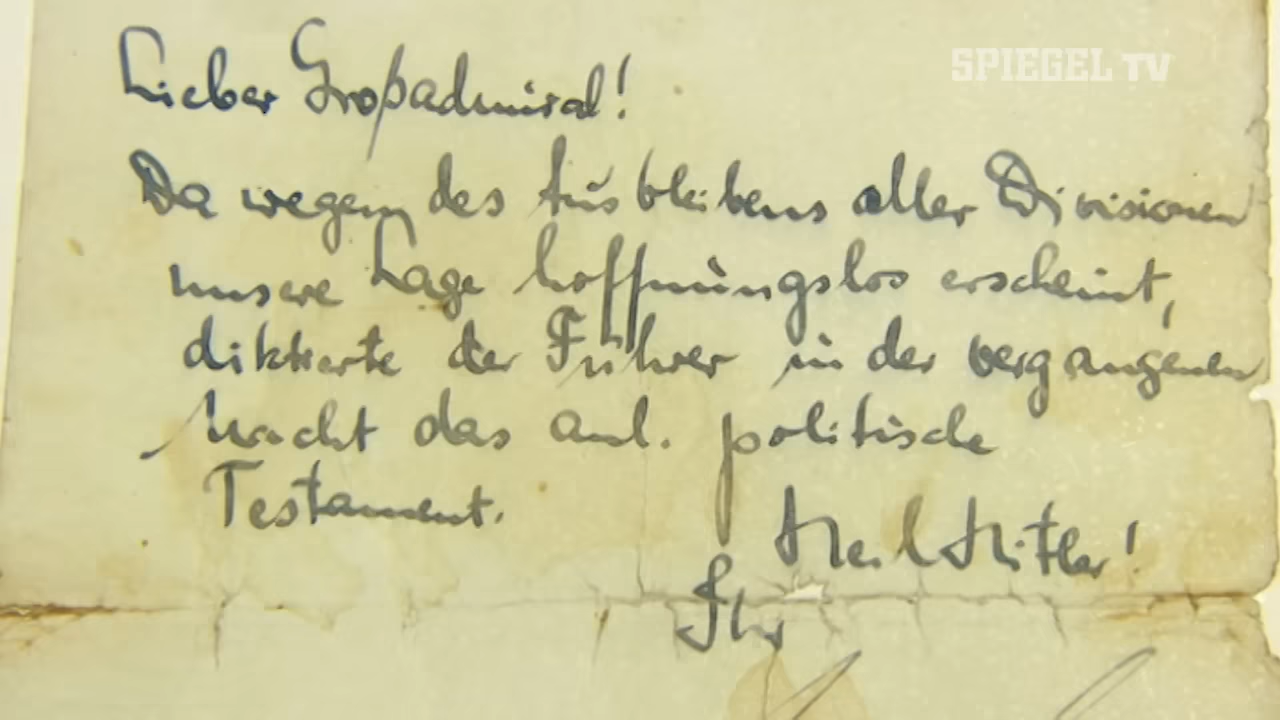 SPIEGEL TV
Lieber Großadmiral!
Da wegen des Ausbleibens aller Divisionen
unsere Lage hoffnungslos erscheint,
diktierte der Führer in der vergangenen
Nacht das anl. politische
Testament.
Heil Hitler!
Ihr